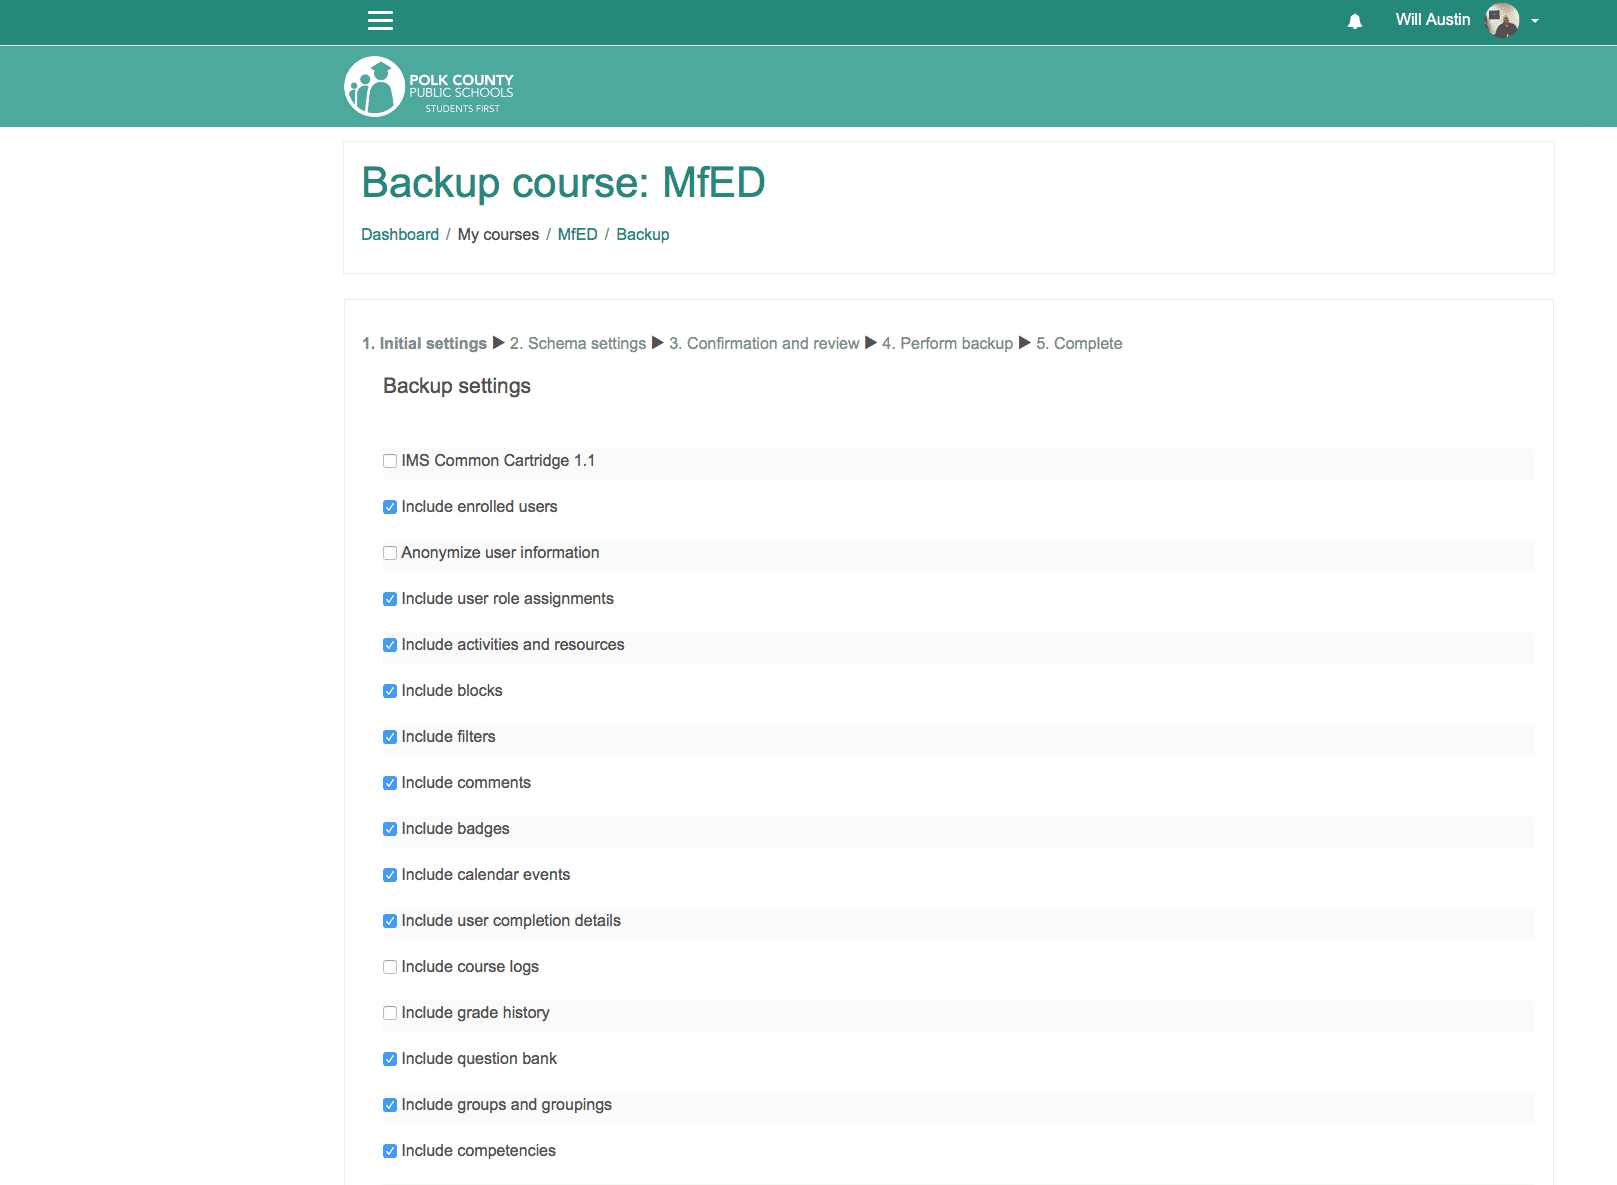 Will Austin
POLK COUNTY
PUBLIC SCHOOLS
STUDENTS FIRST
Backup course: MfED
Dashboard / My courses / MfED / Backup
1. Initial settings ▶ 2. Schema settings ▶ 3. Confirmation and review ▶ 4. Perform backup ▶ 5. Complete
Backup settings
IMS Common Cartridge 1.1
Include enrolled users
Anonymize user information
Include user role assignments
Include activities and resources
Include blocks
Include filters
Include comments
Include badges
Include calendar events
Include user completion details
Include course logs
Include grade history
Include question bank
Include groups and groupings
Include competencies